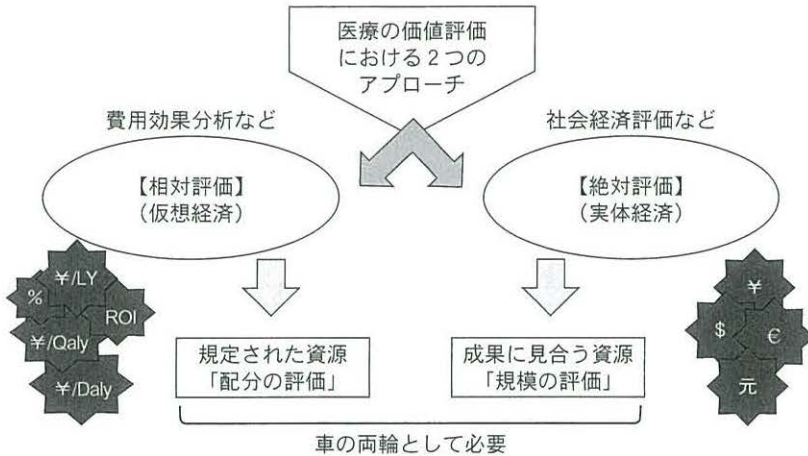 医療の価値評価
における2つの
アプローチ
費用効果分析など
社会経済評価など
【相対評価】
(仮想経済)
【絶対評価】
(実体経済)
¥/LY
%
ROI
¥/Qaly
¥/Daly
¥
$
€
元
規定された資源
「配分の評価」
成果に見合う資源
「規模の評価」
車の両輪として必要